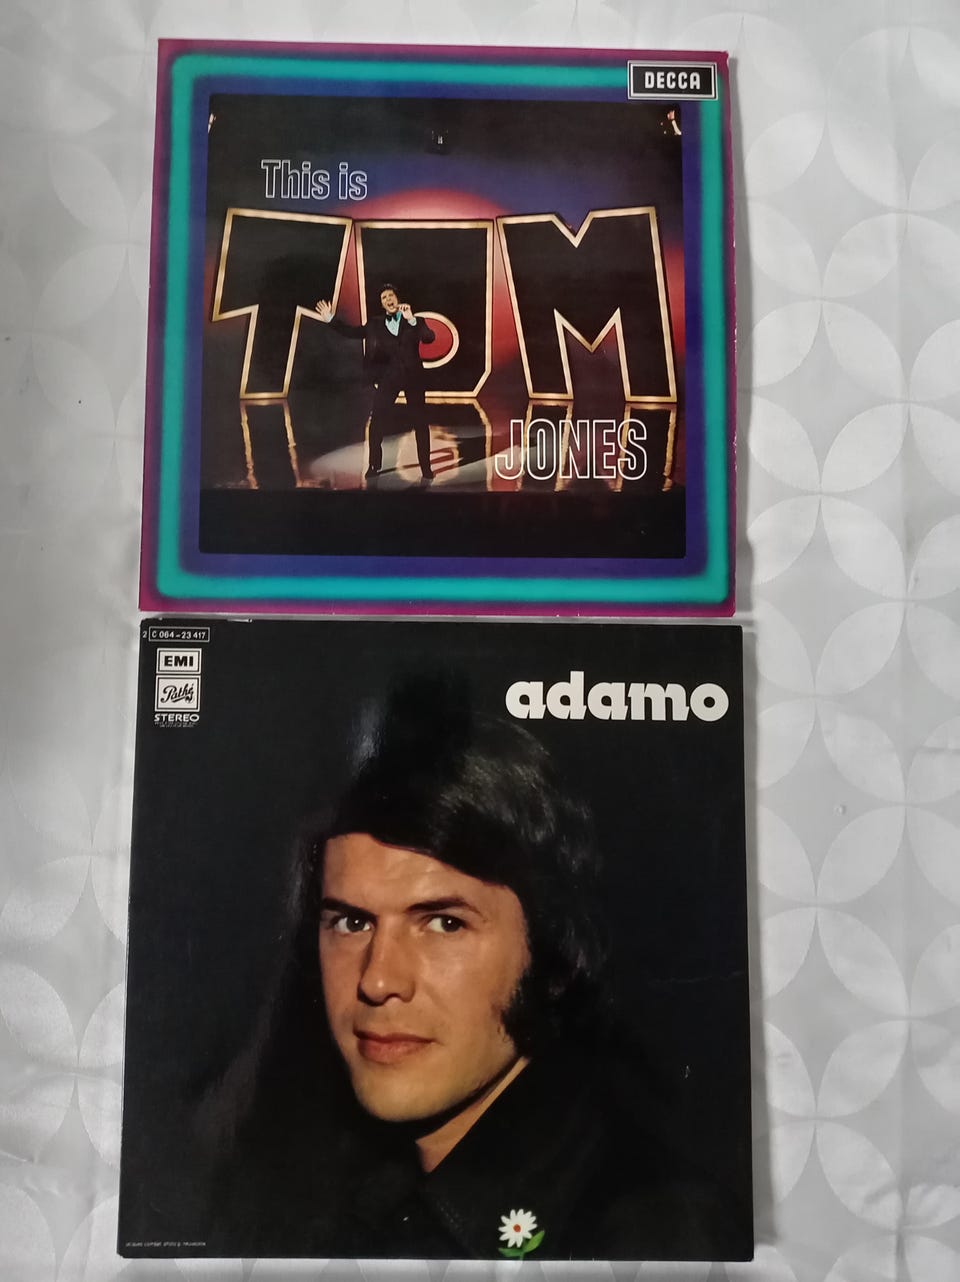 DECCA
This is
TOM
JONES
2 C 064-23 417
EMI
Pathé
STEREO
adamo